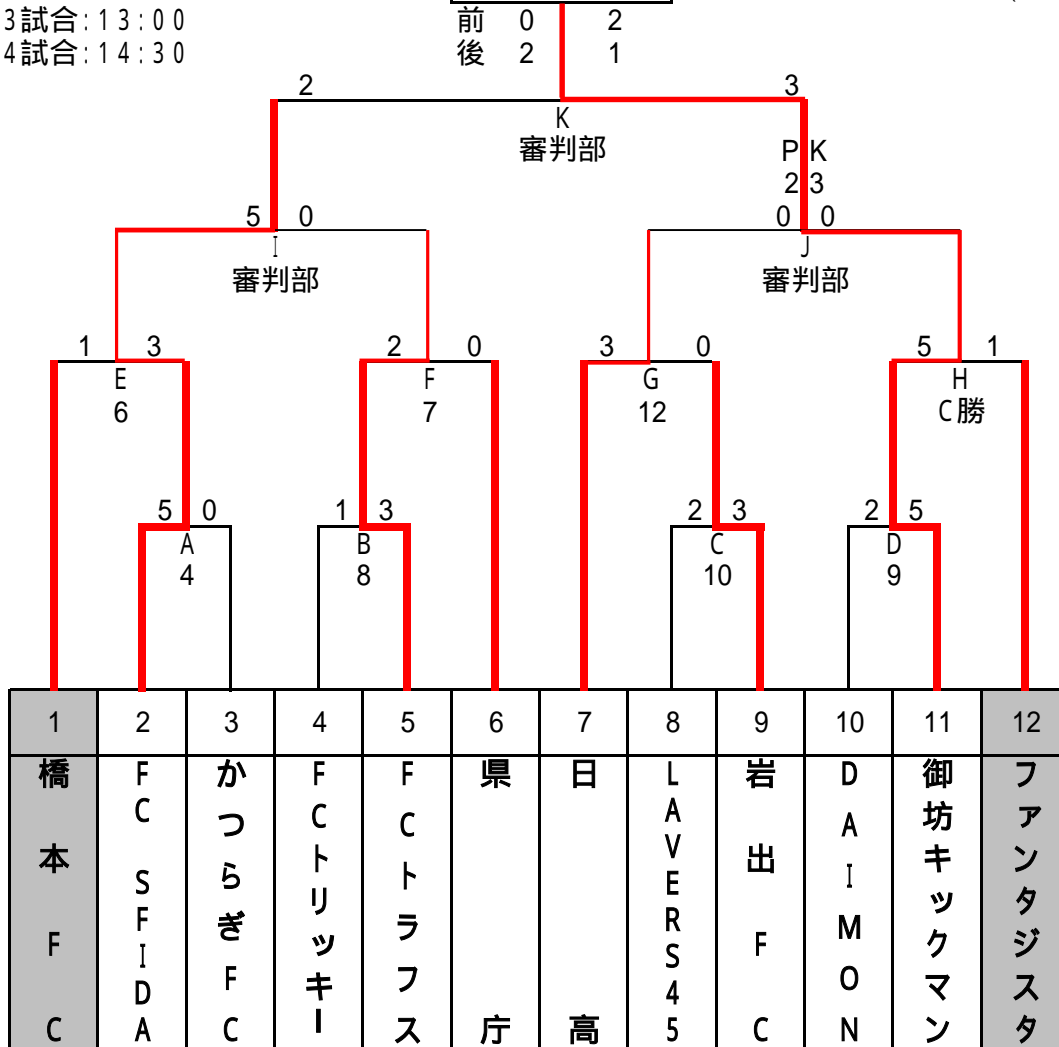 3試合:13:00
4試合:14:30
前 0 2
後 2 1
2 3
K
審判部
PK
2 3
5 0
0 0
I
審判部
J
審判部
1 3
2 0
3 0
5 1
E
6
F
7
G
12
H
C勝
5 0
1 3
2 3
2 5
A
4
B
8
C
10
D
9
1 2 3 4 5 6 7 8 9 10 11 12
橋本FC
FC SFIDA
かつらぎFC
FCトリッキー
FCトラフス
県庁
日高
LAVERS45
岩出FC
DAIMON
御坊キックマン
ファンタジスタ